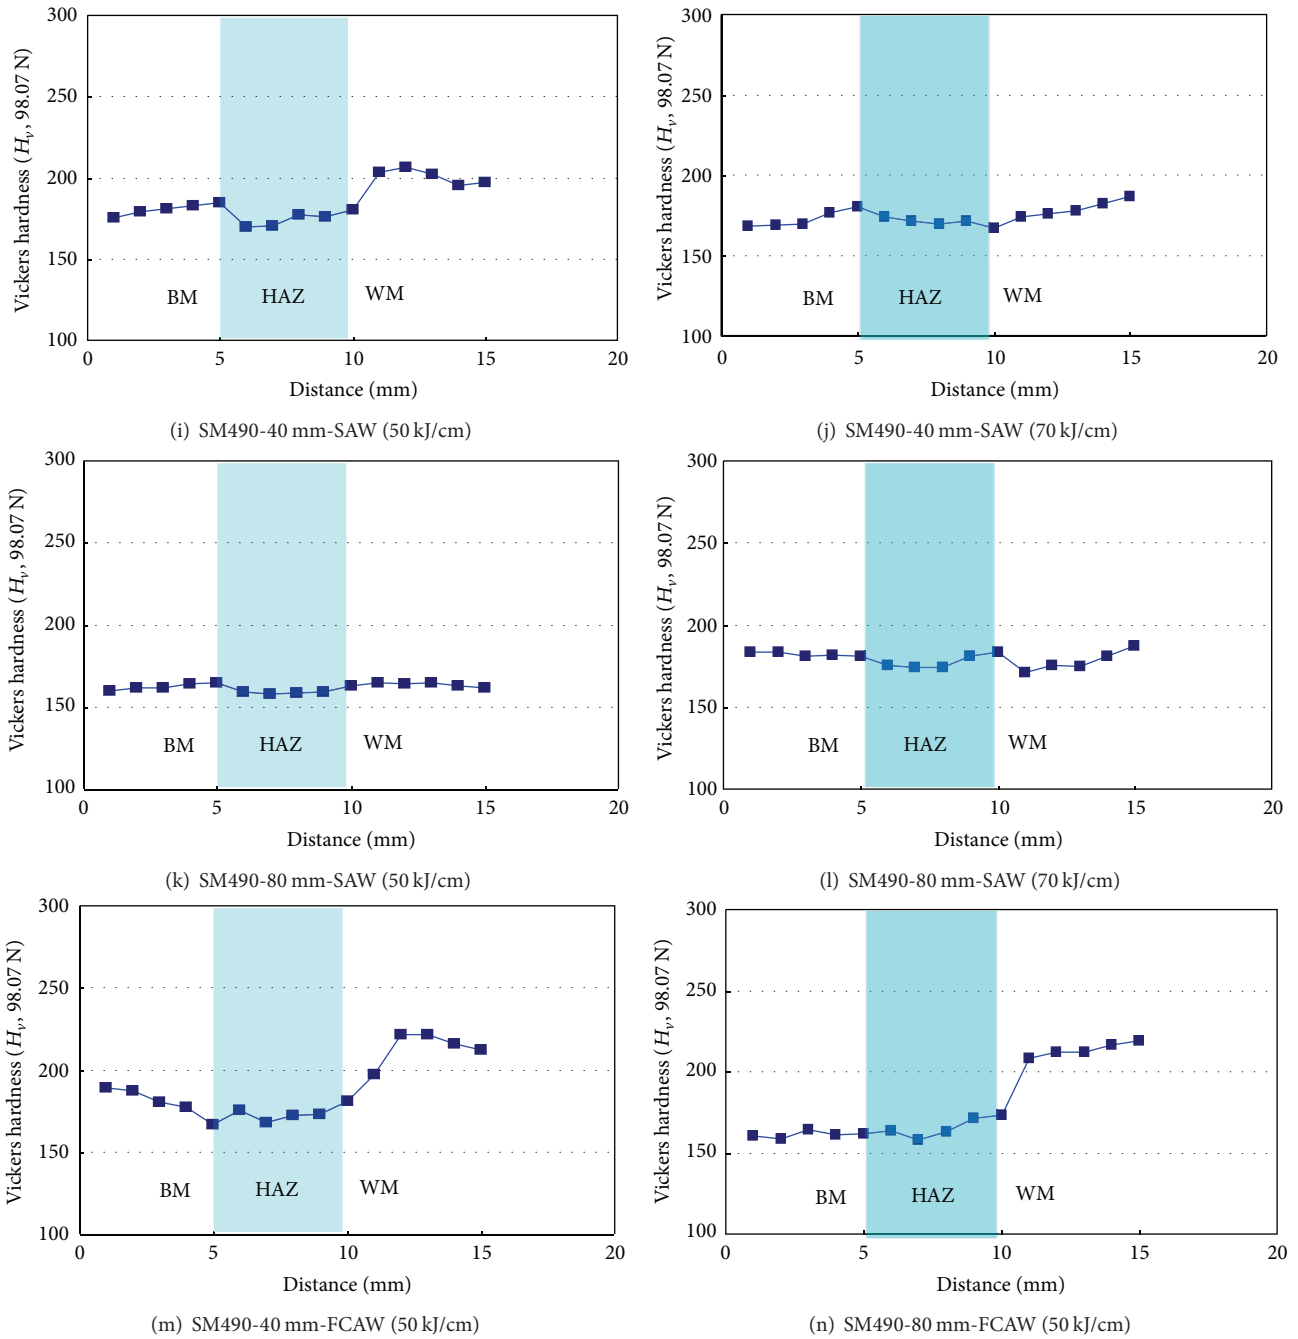 300
250
200
150
100
0
5
10
15
20
Vickers hardness (Hv, 98.07 N)
BM
HAZ
WM
Distance (mm)
(i) SM490-40 mm-SAW (50 kJ/cm)
300
250
200
150
100
0
5
10
15
20
Vickers hardness (Hv, 98.07 N)
BM
HAZ
WM
Distance (mm)
(j) SM490-40 mm-SAW (70 kJ/cm)
300
250
200
150
100
0
5
10
15
20
Vickers hardness (Hv, 98.07 N)
BM
HAZ
WM
Distance (mm)
(k) SM490-80 mm-SAW (50 kJ/cm)
300
250
200
150
100
0
5
10
15
20
Vickers hardness (Hv, 98.07 N)
BM
HAZ
WM
Distance (mm)
(l) SM490-80 mm-SAW (70 kJ/cm)
300
250
200
150
100
0
5
10
15
20
Vickers hardness (Hv, 98.07 N)
BM
HAZ
WM
Distance (mm)
(m) SM490-40 mm-FCAW (50 kJ/cm)
300
250
200
150
100
0
5
10
15
20
Vickers hardness (Hv, 98.07 N)
BM
HAZ
WM
Distance (mm)
(n) SM490-80 mm-FCAW (50 kJ/cm)